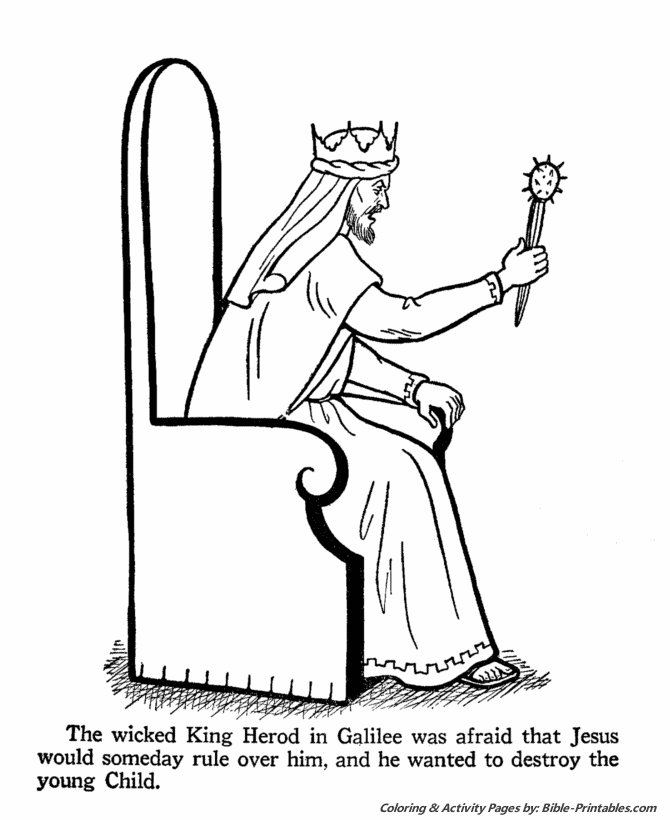 The wicked King Herod in Galilee was afraid that Jesus
would someday rule over him, and he wanted to destroy the
young Child.
Coloring & Activity Pages by: Bible-Printables.com